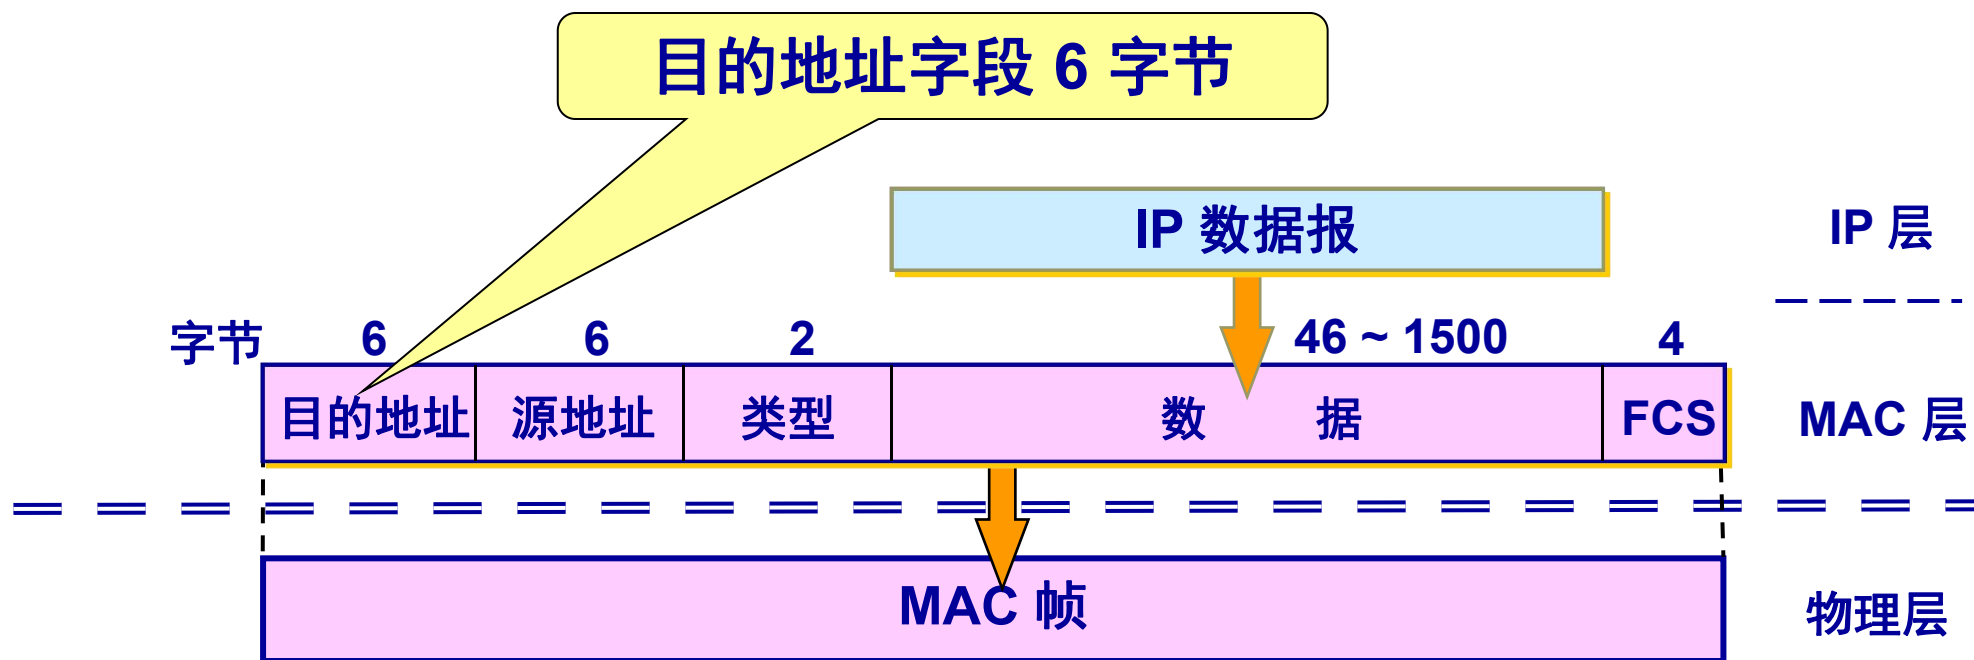 目的地址字段 6 字节
IP 数据报
IP 层
字节 6 6 2 46 ~ 1500 4
目的地址 源地址 类型 数 据 FCS MAC 层
MAC 帧
物理层